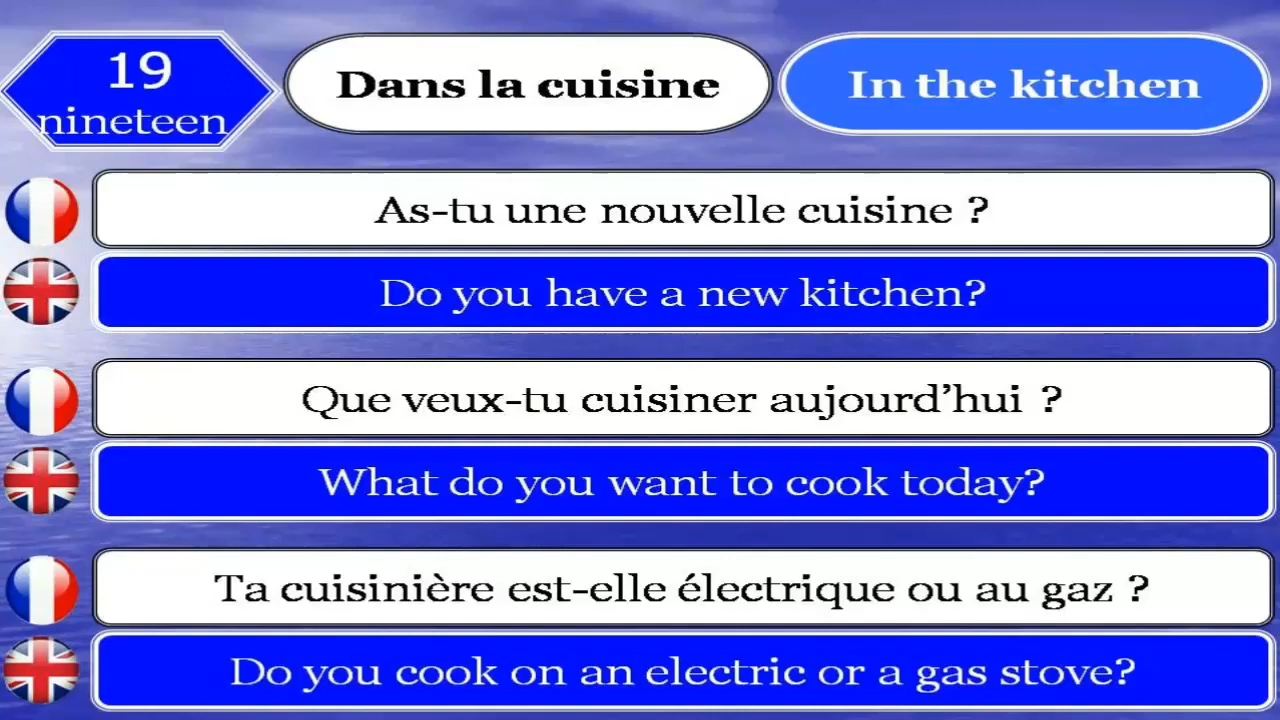 19
nineteen
Dans la cuisine
In the kitchen
As-tu une nouvelle cuisine ?
Do you have a new kitchen?
Que veux-tu cuisiner aujourd’hui ?
What do you want to cook today?
Ta cuisinière est-elle électrique ou au gaz ?
Do you cook on an electric or a gas stove?